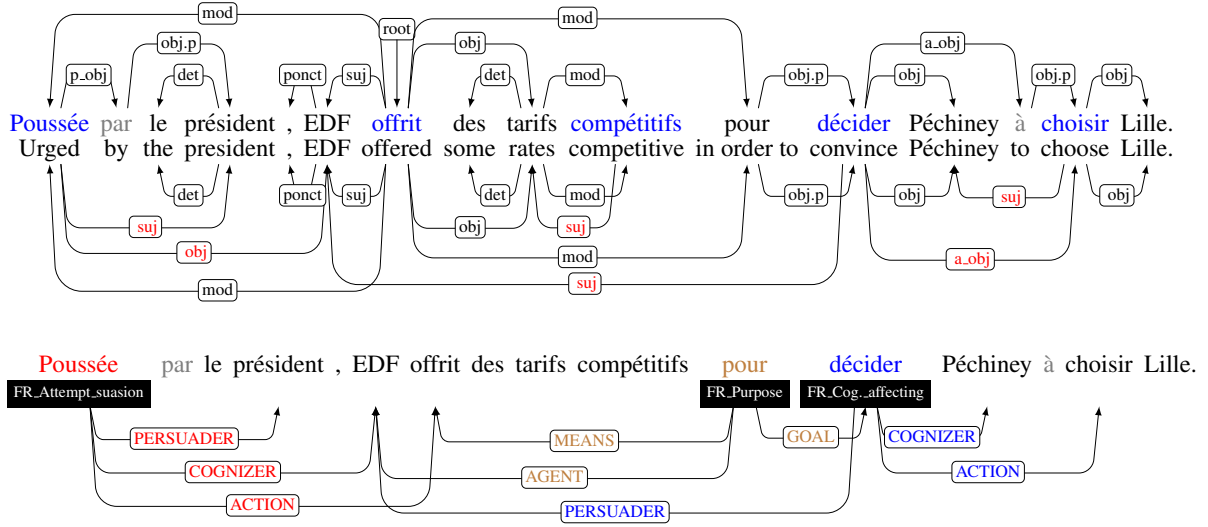 mod root mod
obj.p obj a_obj
p_obj det ponct suj det mod obj.p obj obj.p obj
Poussée par le président , EDF offrit des tarifs compétitifs pour décider Péchiney à choisir Lille.
Urged by the president , EDF offered some rates competitive in order to convince Péchiney to choose Lille.
det ponct suj det mod obj.p obj suj obj
suj obj suj
obj mod a_obj
mod suj
Poussée par le président , EDF offrit des tarifs compétitifs pour décider Péchiney à choisir Lille.
FR_Attempt_suasion FR_Purpose FR_Cog._affecting
PERSUADER MEANS GOAL COGNIZER
COGNIZER AGENT ACTION
ACTION PERSUADER